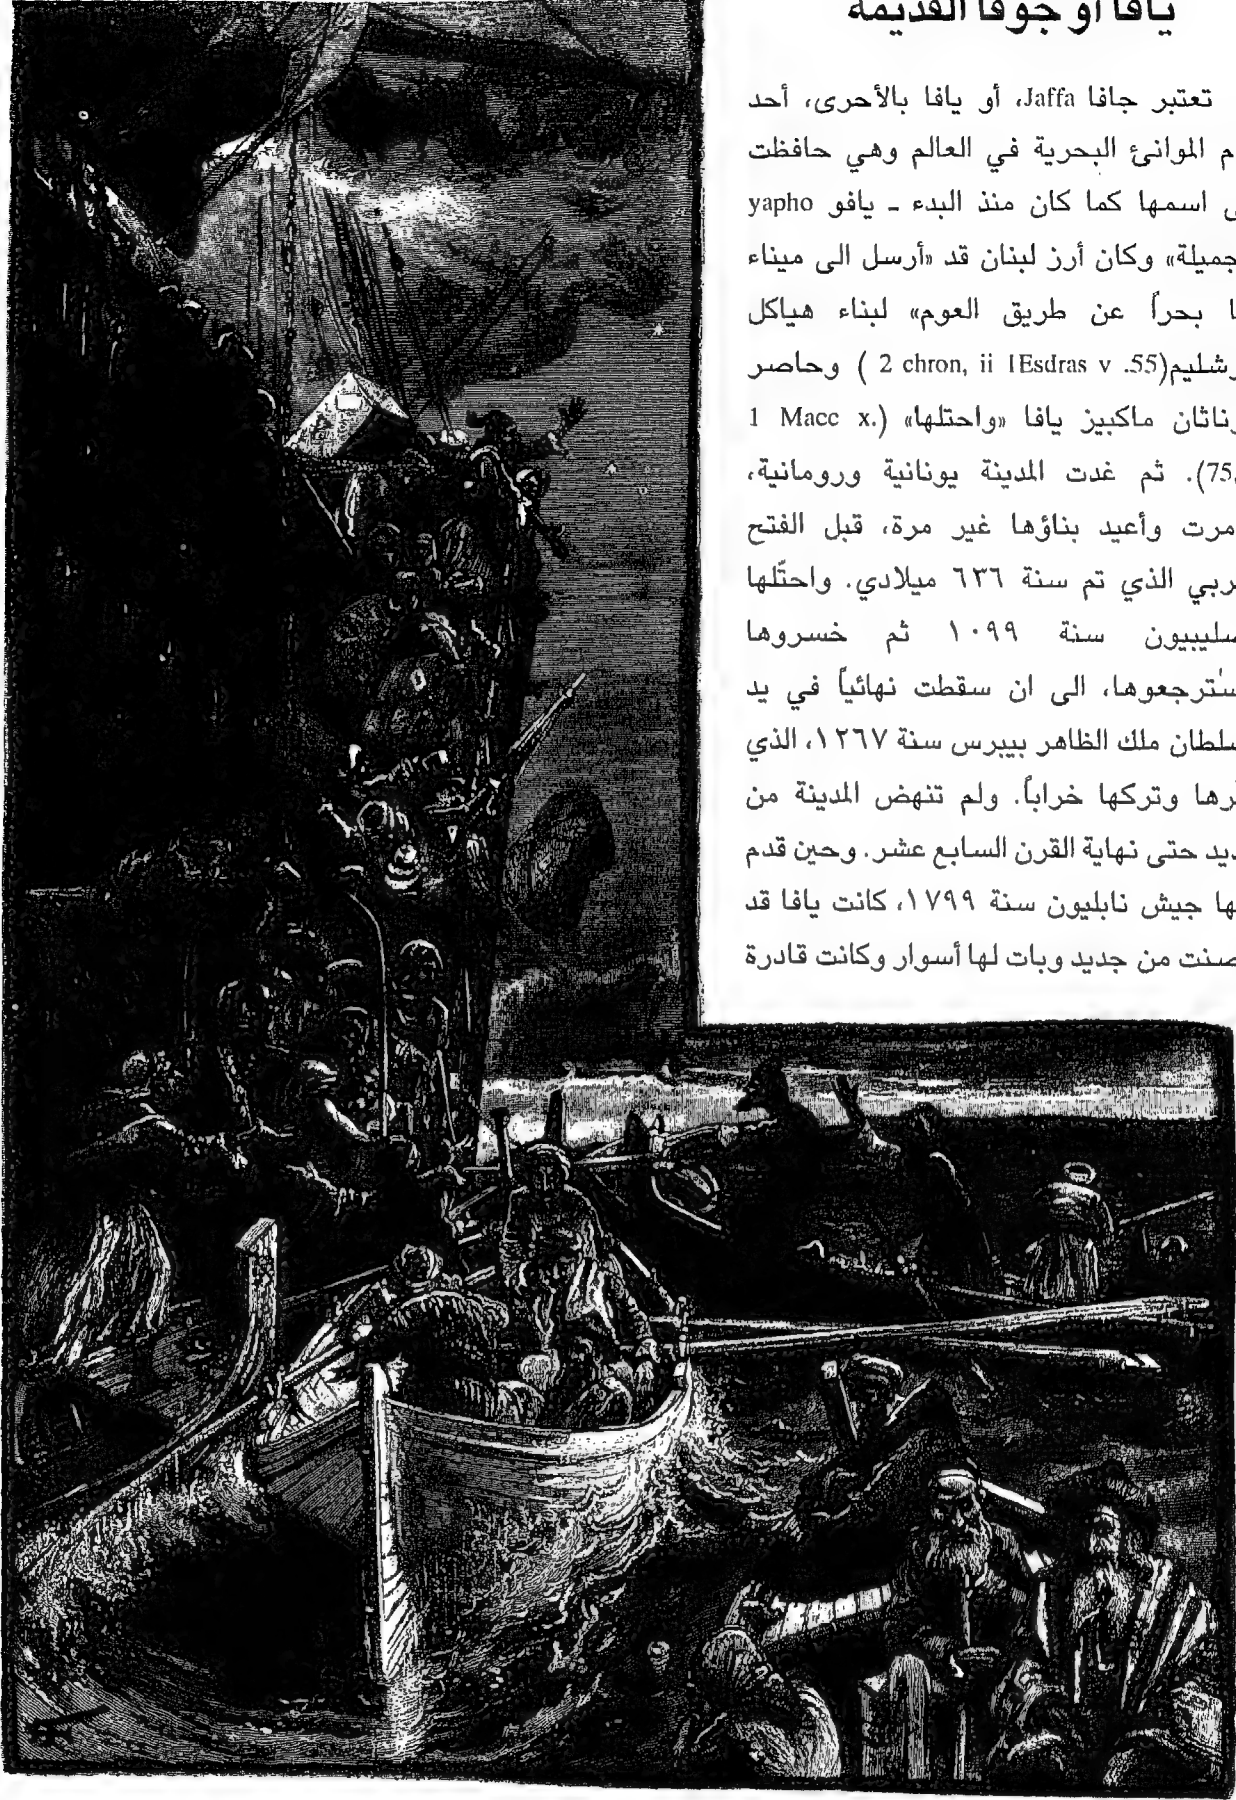 يافا أو جوفا القديمة
تعتبر جافا Jaffa، أو يافا بالأحرى، أحد
م الموانئ البحرية في العالم وهي حافظت
اسمها كما كان منذ البدء ـ يافو yapho
جميلة» وكان أرز لبنان قد «أرسل الى ميناء
ا بحراً عن طريق العوم» لبناء هياكل
رشليم(2 chron, ii 1Esdras v .55 ) وحاصر
وناثان ماكبيز يافا «واحتلها» (.1 Macc x
75). ثم غدت المدينة يونانية ورومانية،
مرت وأعيد بناؤها غير مرة، قبل الفتح
ربي الذي تم سنة ٦٣٦ ميلادي. واحتّلها
سليبيون سنة ١٠٩٩ ثم خسروها
سترجعوها، الى ان سقطت نهائياً في يد
سلطان ملك الظاهر بيبرس سنة ١٢٦٧، الذي
رها وتركها خراباً. ولم تنهض المدينة من
ديد حتى نهاية القرن السابع عشر. وحين قدم
ها جيش نابليون سنة ١٧٩٩، كانت يافا قد
صنت من جديد وبات لها أسوار وكانت قادرة